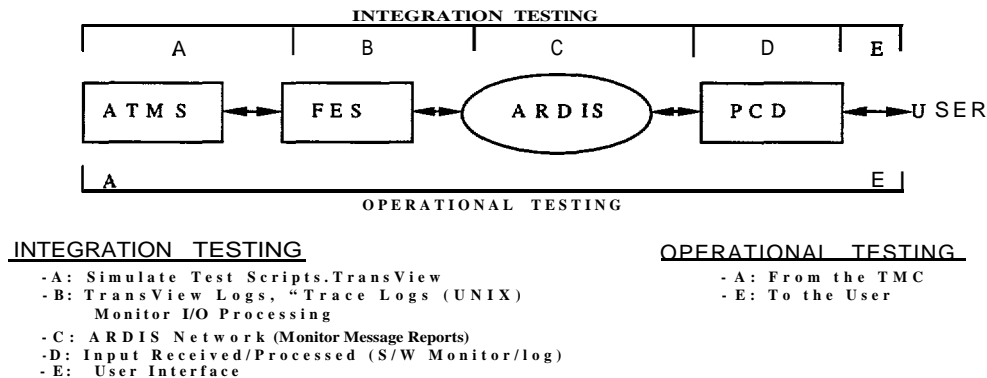 INTEGRATION TESTING
A B C D E
ATMS FES ARDIS PCD USER
A E
OPERATIONAL TESTING
INTEGRATION TESTING
-A: Simulate Test Scripts.TransView
-B: TransView Logs, “Trace Logs (UNIX)
Monitor I/O Processing
-C: ARDIS Network (Monitor Message Reports)
-D: Input Received/Processed (S/W Monitor/log)
-E: User Interface
OPERATIONAL TESTING
-A: From the TMC
-E: To the User